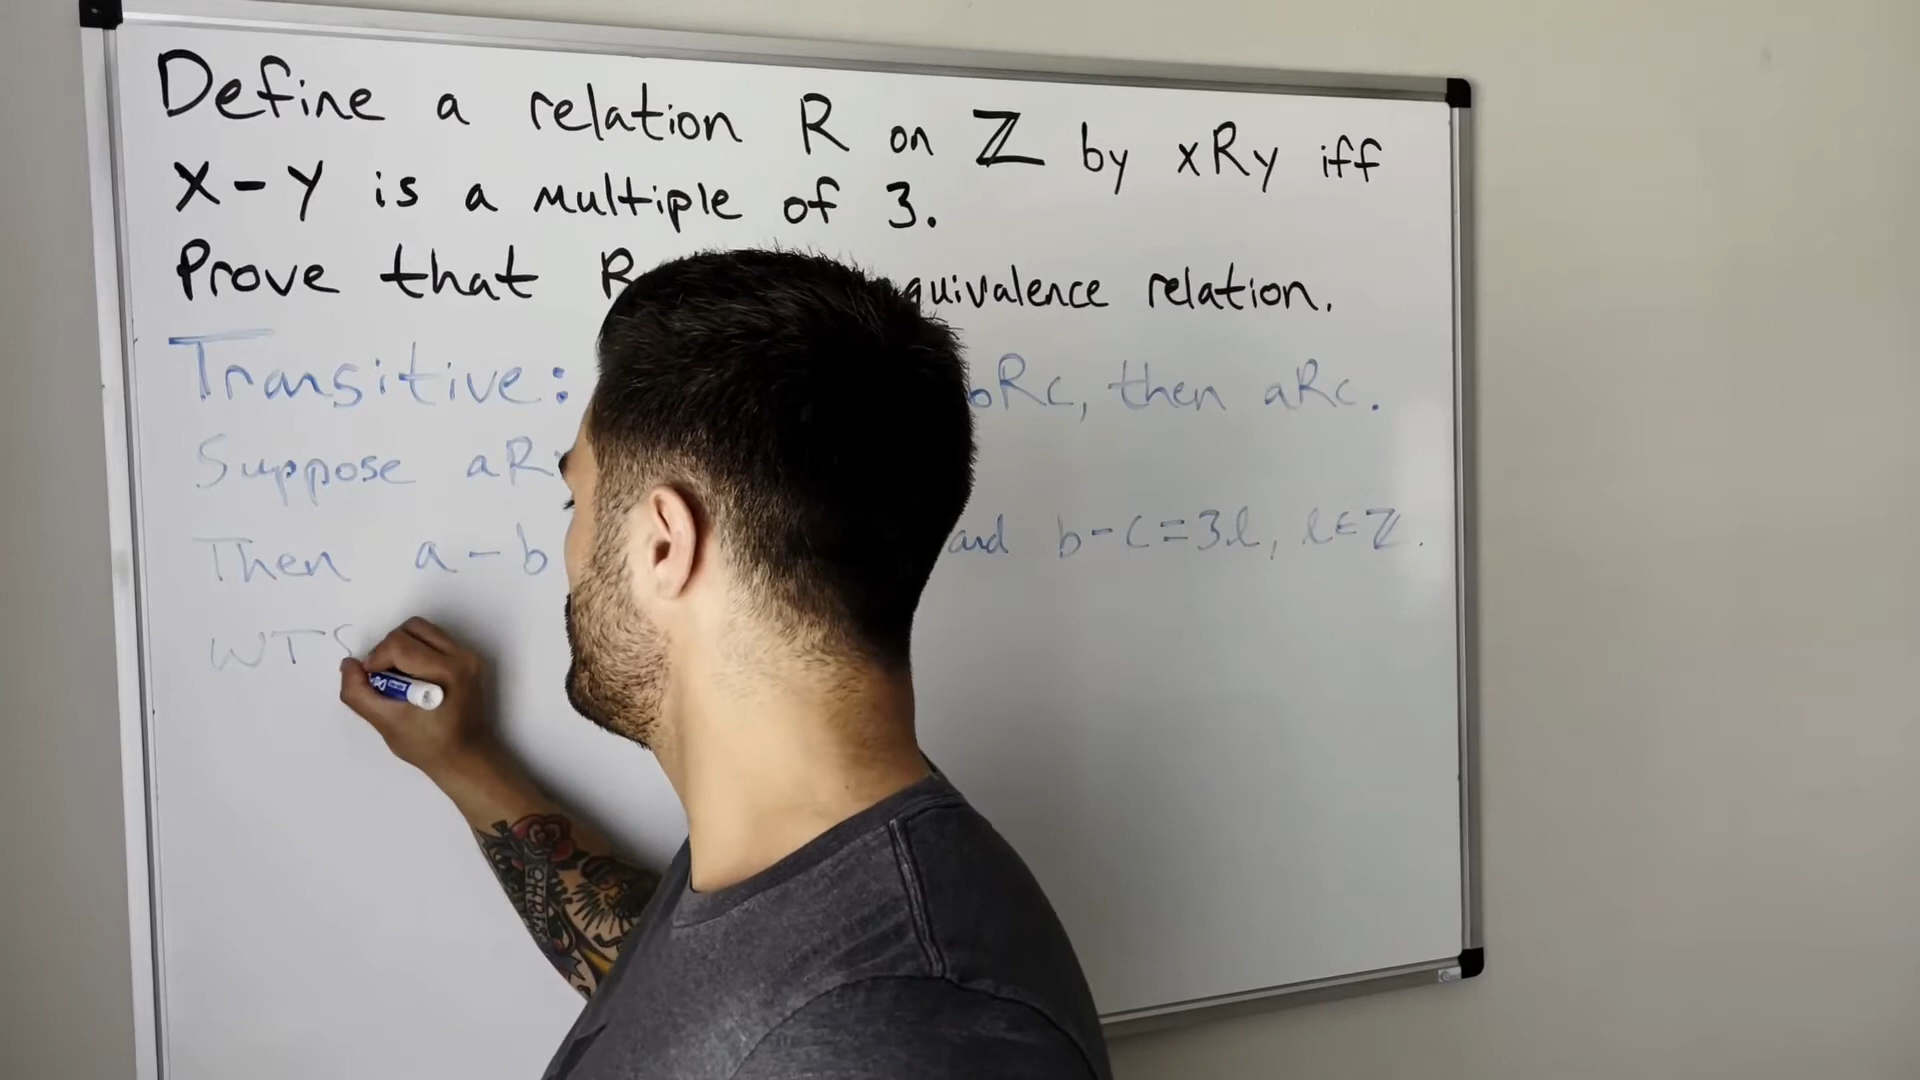 Define a relation R on ℤ by xRy iff
x-y is a multiple of 3.
Prove that R quivalence relation.
Transitive: bRc, then aRc.
Suppose aR
Then a-b and b-c=3l, l∈ℤ.
WTS